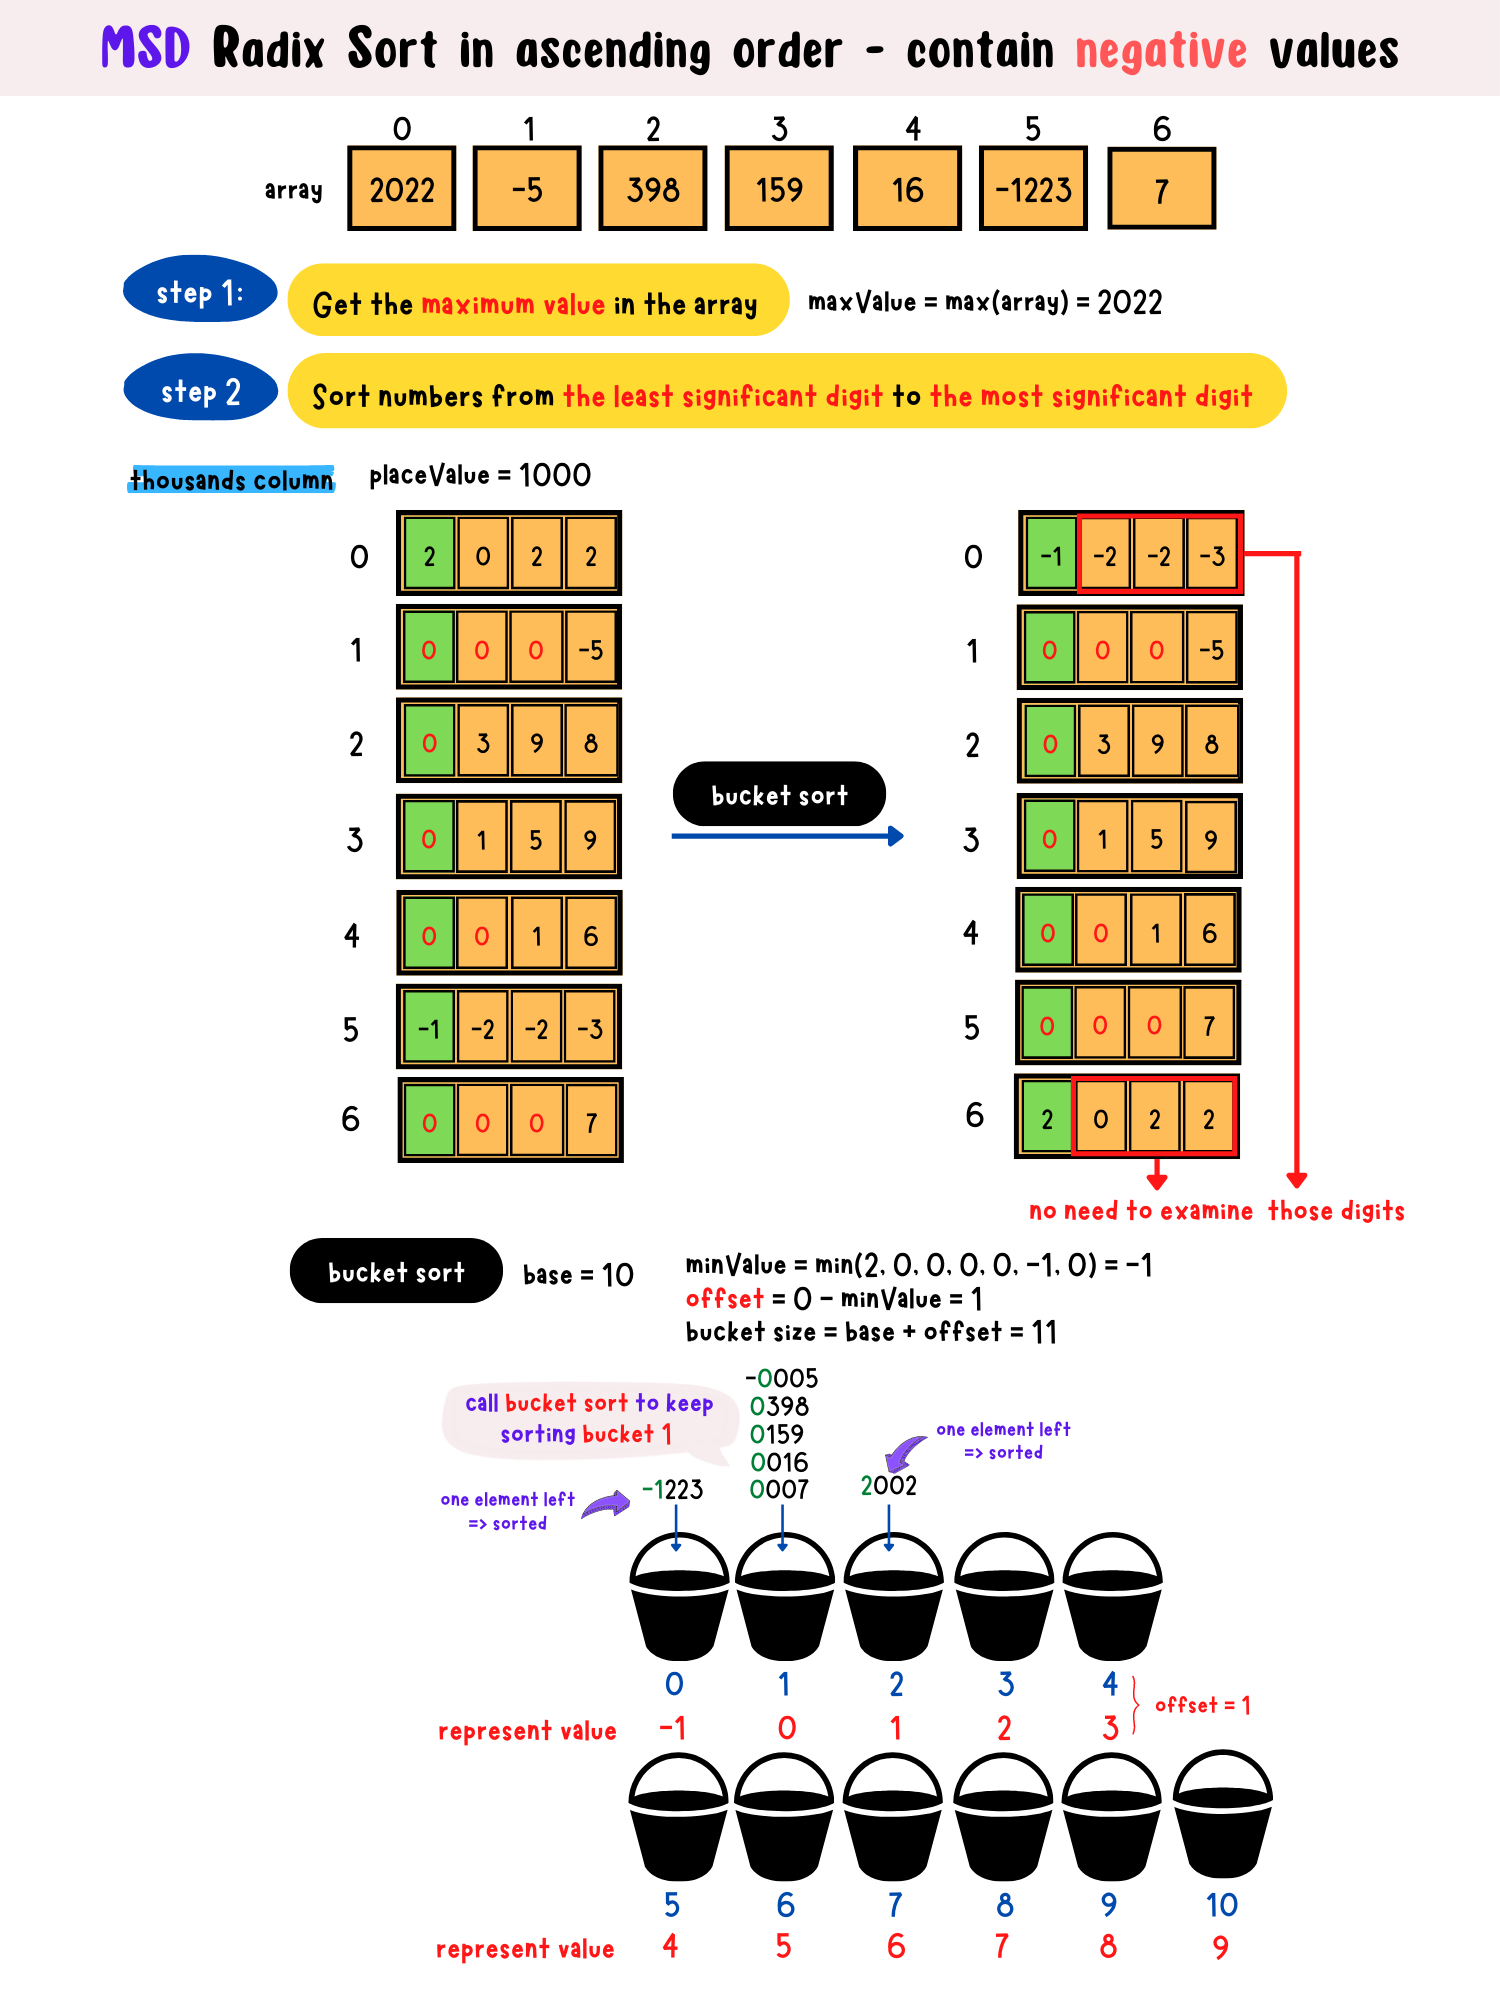 MSD Radix Sort in ascending order - contain negative values
0 1 2 3 4 5 6
array 2022 -5 398 159 16 -1223 7
step 1: Get the maximum value in the array maxValue = max(array) = 2022
step 2 Sort numbers from the least significant digit to the most significant digit
thousands column placeValue = 1000
0 2 0 2 2 0 -1 -2 -2 -3
1 0 0 0 -5 1 0 0 0 -5
2 0 3 9 8 2 0 3 9 8
bucket sort
3 0 1 5 9 3 0 1 5 9
4 0 0 1 6 4 0 0 1 6
5 -1 -2 -2 -3 5 0 0 0 7
6 0 0 0 7 6 2 0 2 2
no need to examine those digits
bucket sort base = 10
minValue = min(2, 0, 0, 0, 0, -1, 0) = -1
offset = 0 - minValue = 1
bucket size = base + offset = 11
call bucket sort to keep
sorting bucket 1
-0005
0398
0159
0016
0007
one element left
=> sorted
-1223
2002
one element left
=> sorted
0 1 2 3 4
represent value -1 0 1 2 3
offset = 1
5 6 7 8 9 10
represent value 4 5 6 7 8 9